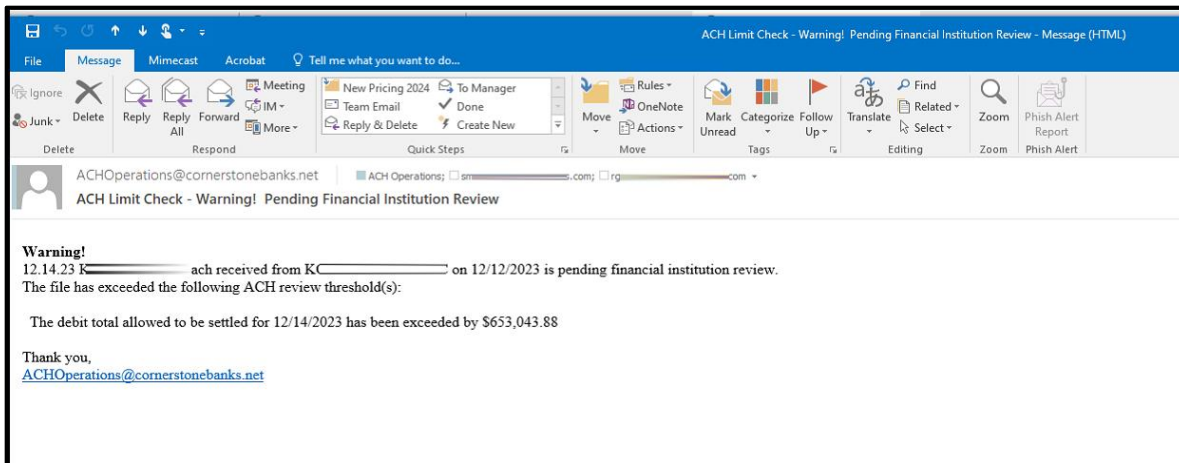 ACH Limit Check - Warning! Pending Financial Institution Review - Message (HTML)
File Message Mimecast Acrobat Tell me what you want to do...
Ignore
Junk
Delete
Reply
Reply All
Forward
Meeting
IM
More
New Pricing 2024
Team Email
Reply & Delete
To Manager
Done
Create New
Move
Rules
OneNote
Actions
Mark Unread
Categorize
Follow Up
Translate
Find
Related
Select
Zoom
Phish Alert Report
Delete Respond Quick Steps Move Tags Editing Zoom Phish Alert
ACHOperations@cornerstonebanks.net ACH Operations; sm s.com; rg com
ACH Limit Check - Warning! Pending Financial Institution Review
Warning!
12.14.23 K ach received from K on 12/12/2023 is pending financial institution review.
The file has exceeded the following ACH review threshold(s):
The debit total allowed to be settled for 12/14/2023 has been exceeded by $653,043.88
Thank you,
ACHOperations@cornerstonebanks.net